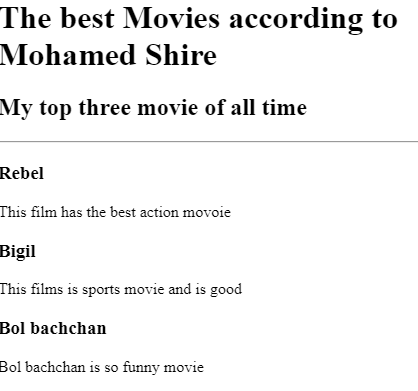 The best Movies according to
Mohamed Shire
My top three movie of all time
Rebel
This film has the best action movoie
Bigil
This films is sports movie and is good
Bol bachchan
Bol bachchan is so funny movie